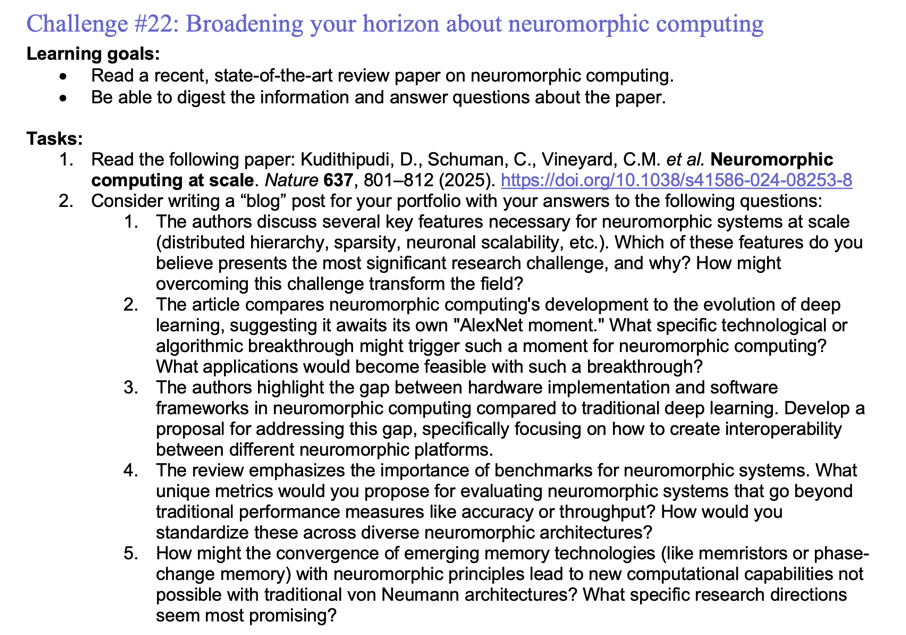 Challenge #22: Broadening your horizon about neuromorphic computing
Learning goals:
• Read a recent, state-of-the-art review paper on neuromorphic computing.
• Be able to digest the information and answer questions about the paper.
Tasks:
1. Read the following paper: Kudithipudi, D., Schuman, C., Vineyard, C.M. et al. Neuromorphic
computing at scale. Nature 637, 801–812 (2025). https://doi.org/10.1038/s41586-024-08253-8
2. Consider writing a “blog” post for your portfolio with your answers to the following questions:
1. The authors discuss several key features necessary for neuromorphic systems at scale
(distributed hierarchy, sparsity, neuronal scalability, etc.). Which of these features do you
believe presents the most significant research challenge, and why? How might
overcoming this challenge transform the field?
2. The article compares neuromorphic computing's development to the evolution of deep
learning, suggesting it awaits its own "AlexNet moment." What specific technological or
algorithmic breakthrough might trigger such a moment for neuromorphic computing?
What applications would become feasible with such a breakthrough?
3. The authors highlight the gap between hardware implementation and software
frameworks in neuromorphic computing compared to traditional deep learning. Develop a
proposal for addressing this gap, specifically focusing on how to create interoperability
between different neuromorphic platforms.
4. The review emphasizes the importance of benchmarks for neuromorphic systems. What
unique metrics would you propose for evaluating neuromorphic systems that go beyond
traditional performance measures like accuracy or throughput? How would you
standardize these across diverse neuromorphic architectures?
5. How might the convergence of emerging memory technologies (like memristors or phase-
change memory) with neuromorphic principles lead to new computational capabilities not
possible with traditional von Neumann architectures? What specific research directions
seem most promising?